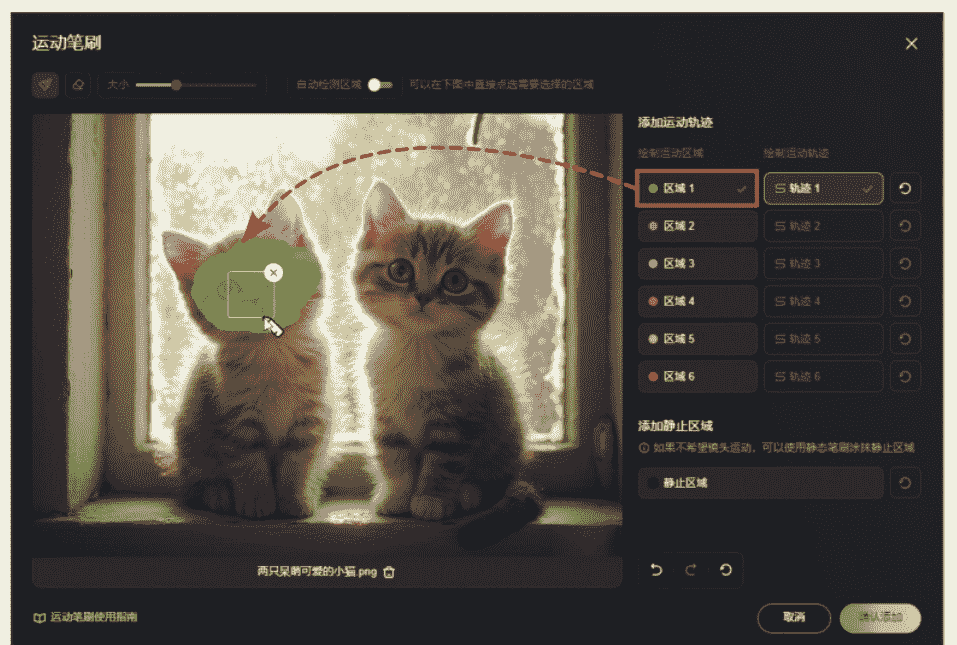 运动笔刷
大小
自动检测区域
可以在下图中直接点选需要选择的区域
添加运动轨迹
绘制运动区域 绘制运动轨迹
区域 1 轨迹 1
区域 2 轨迹 2
区域 3 轨迹 3
区域 4 轨迹 4
区域 5 轨迹 5
区域 6 轨迹 6
添加静止区域
如果不希望镜头运动，可以使用静态笔刷涂抹静止区域
静止区域
两只呆萌可爱的小猫.png
运动笔刷使用指南
取消 确认添加